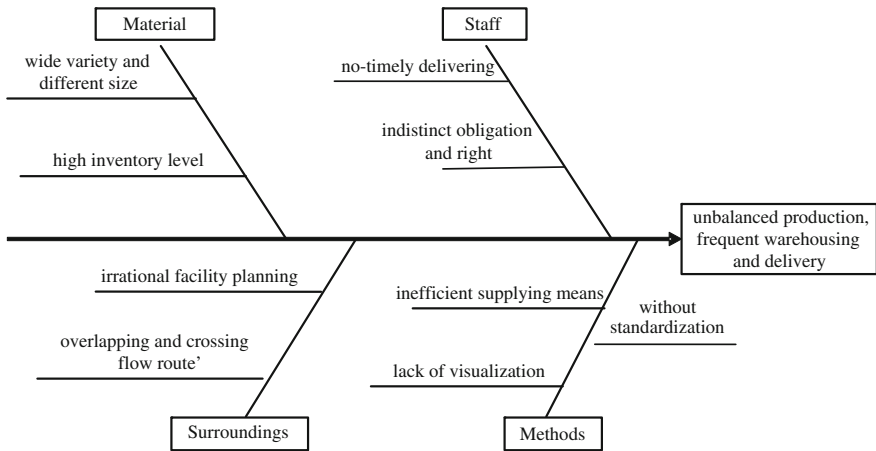 Material
Staff
wide variety and
different size
no-timely delivering
indistinct obligation
and right
high inventory level
unbalanced production,
frequent warehousing
and delivery
irrational facility planning
inefficient supplying means
without
standardization
overlapping and crossing
flow route’
lack of visualization
Surroundings
Methods